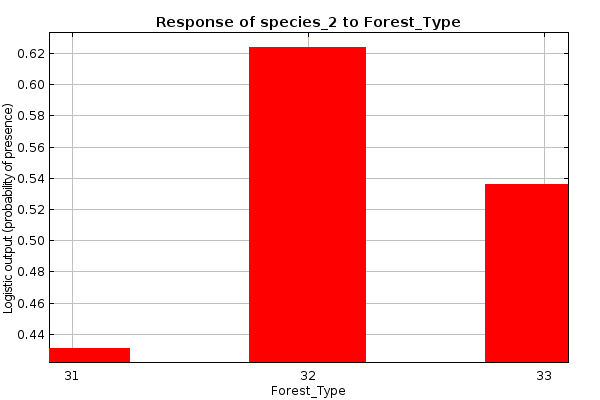 Response of species_2 to Forest_Type
Logistic output (probability of presence)
0.62
0.60
0.58
0.56
0.54
0.52
0.50
0.48
0.46
0.44
31 32 33
Forest_Type